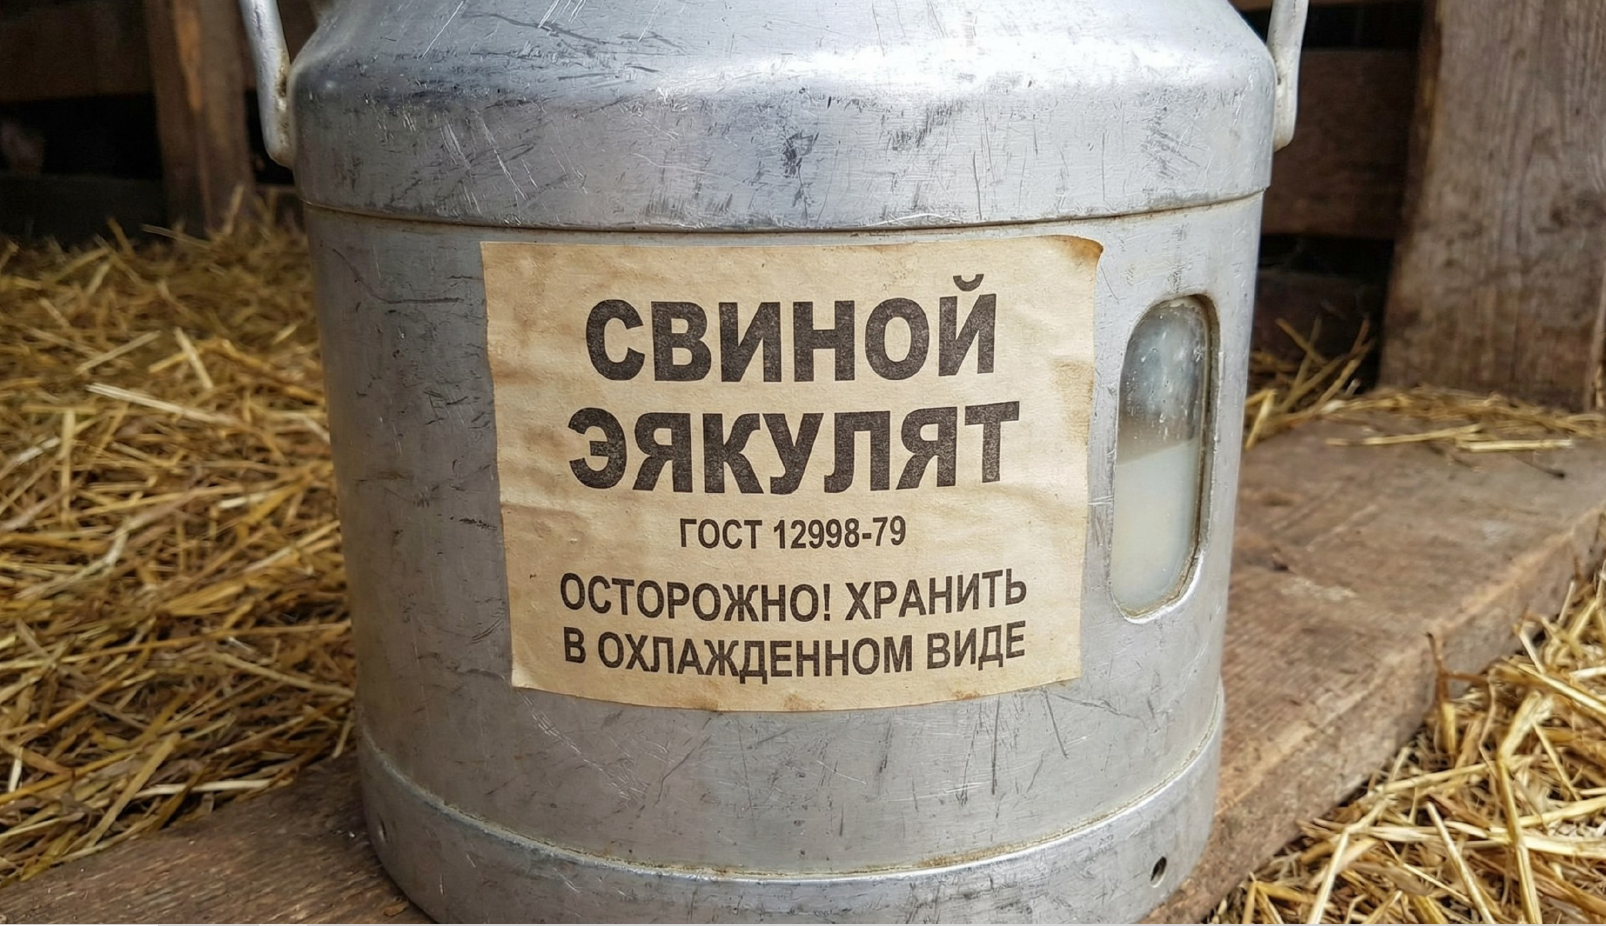 СВИНОЙ
ЭЯКУЛЯТ
ГОСТ 12998-79
ОСТОРОЖНО! ХРАНИТЬ
В ОХЛАЖДЕННОМ ВИДЕ